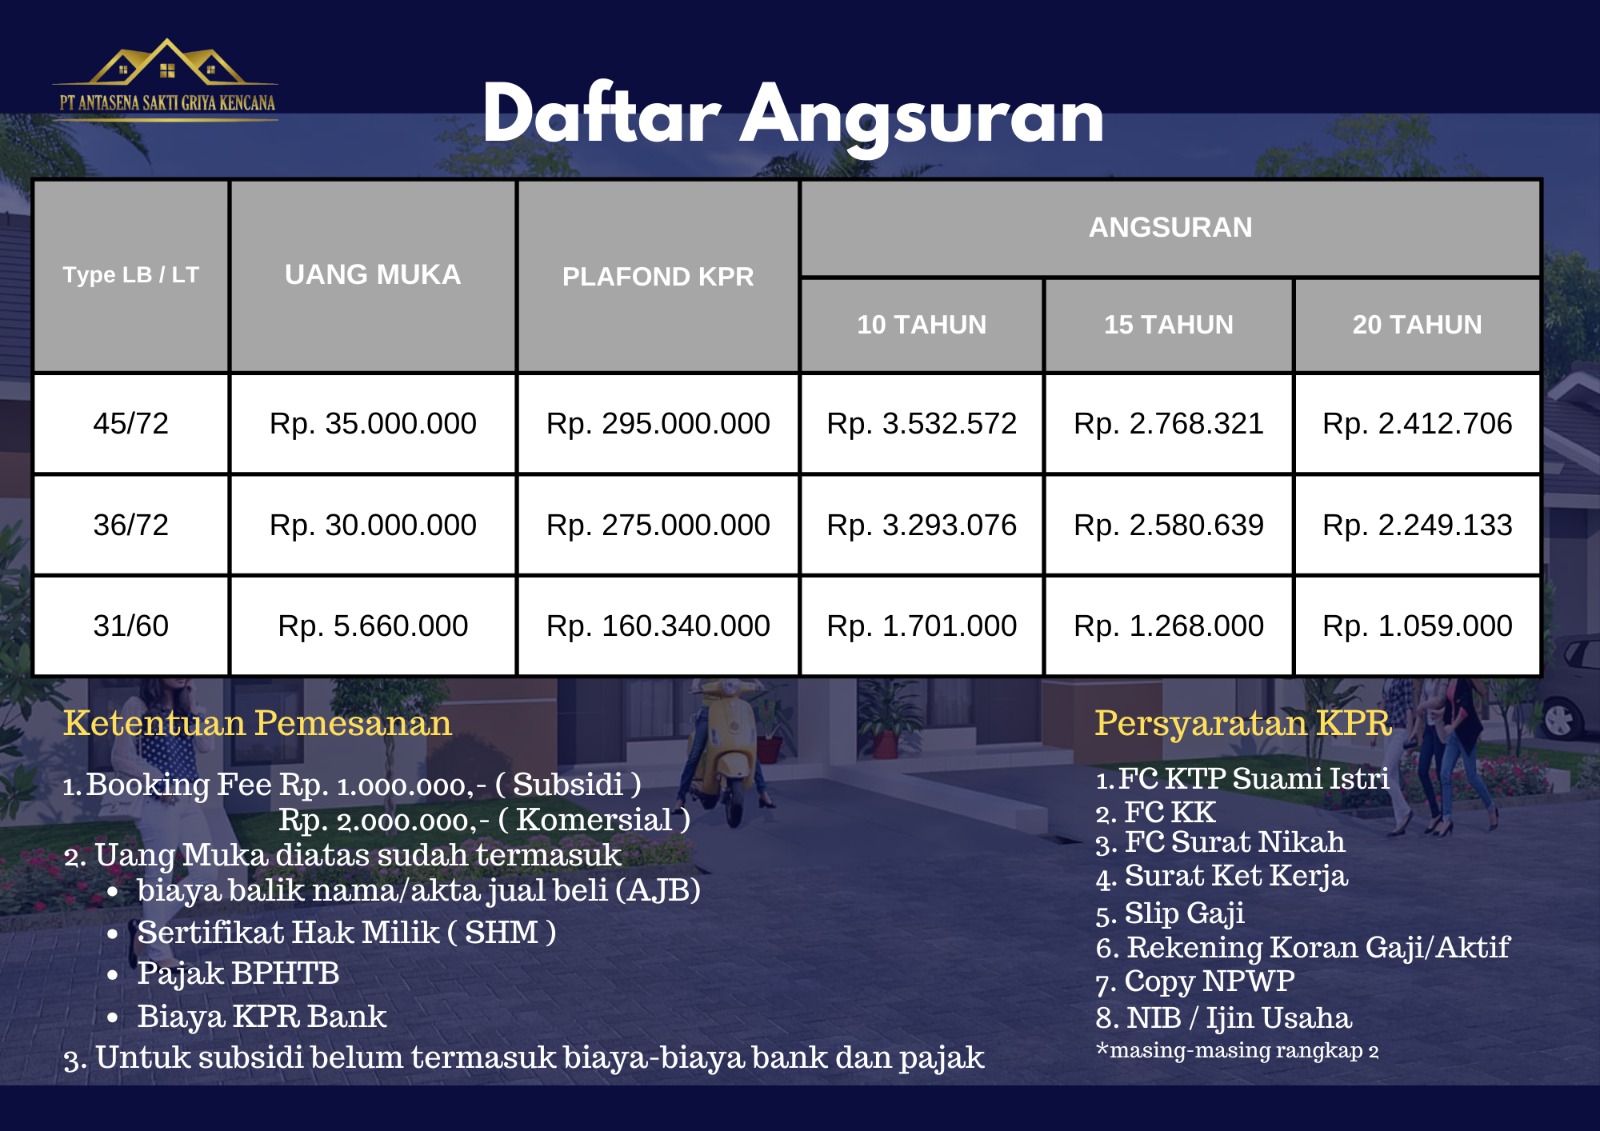 PT ANTASENA SAKTI GRIYA KENCANA
Daftar Angsuran
Type LB / LT
UANG MUKA
PLAFOND KPR
ANGSURAN
10 TAHUN
15 TAHUN
20 TAHUN
45/72 Rp. 35.000.000 Rp. 295.000.000 Rp. 3.532.572 Rp. 2.768.321 Rp. 2.412.706
36/72 Rp. 30.000.000 Rp. 275.000.000 Rp. 3.293.076 Rp. 2.580.639 Rp. 2.249.133
31/60 Rp. 5.660.000 Rp. 160.340.000 Rp. 1.701.000 Rp. 1.268.000 Rp. 1.059.000
Ketentuan Pemesanan
1. Booking Fee Rp. 1.000.000,- ( Subsidi )
Rp. 2.000.000,- ( Komersial )
2. Uang Muka diatas sudah termasuk
• biaya balik nama/akta jual beli (AJB)
• Sertifikat Hak Milik ( SHM )
• Pajak BPHTB
• Biaya KPR Bank
3. Untuk subsidi belum termasuk biaya-biaya bank dan pajak
Persyaratan KPR
1. FC KTP Suami Istri
2. FC KK
3. FC Surat Nikah
4. Surat Ket Kerja
5. Slip Gaji
6. Rekening Koran Gaji/Aktif
7. Copy NPWP
8. NIB / Ijin Usaha
*masing-masing rangkap 2